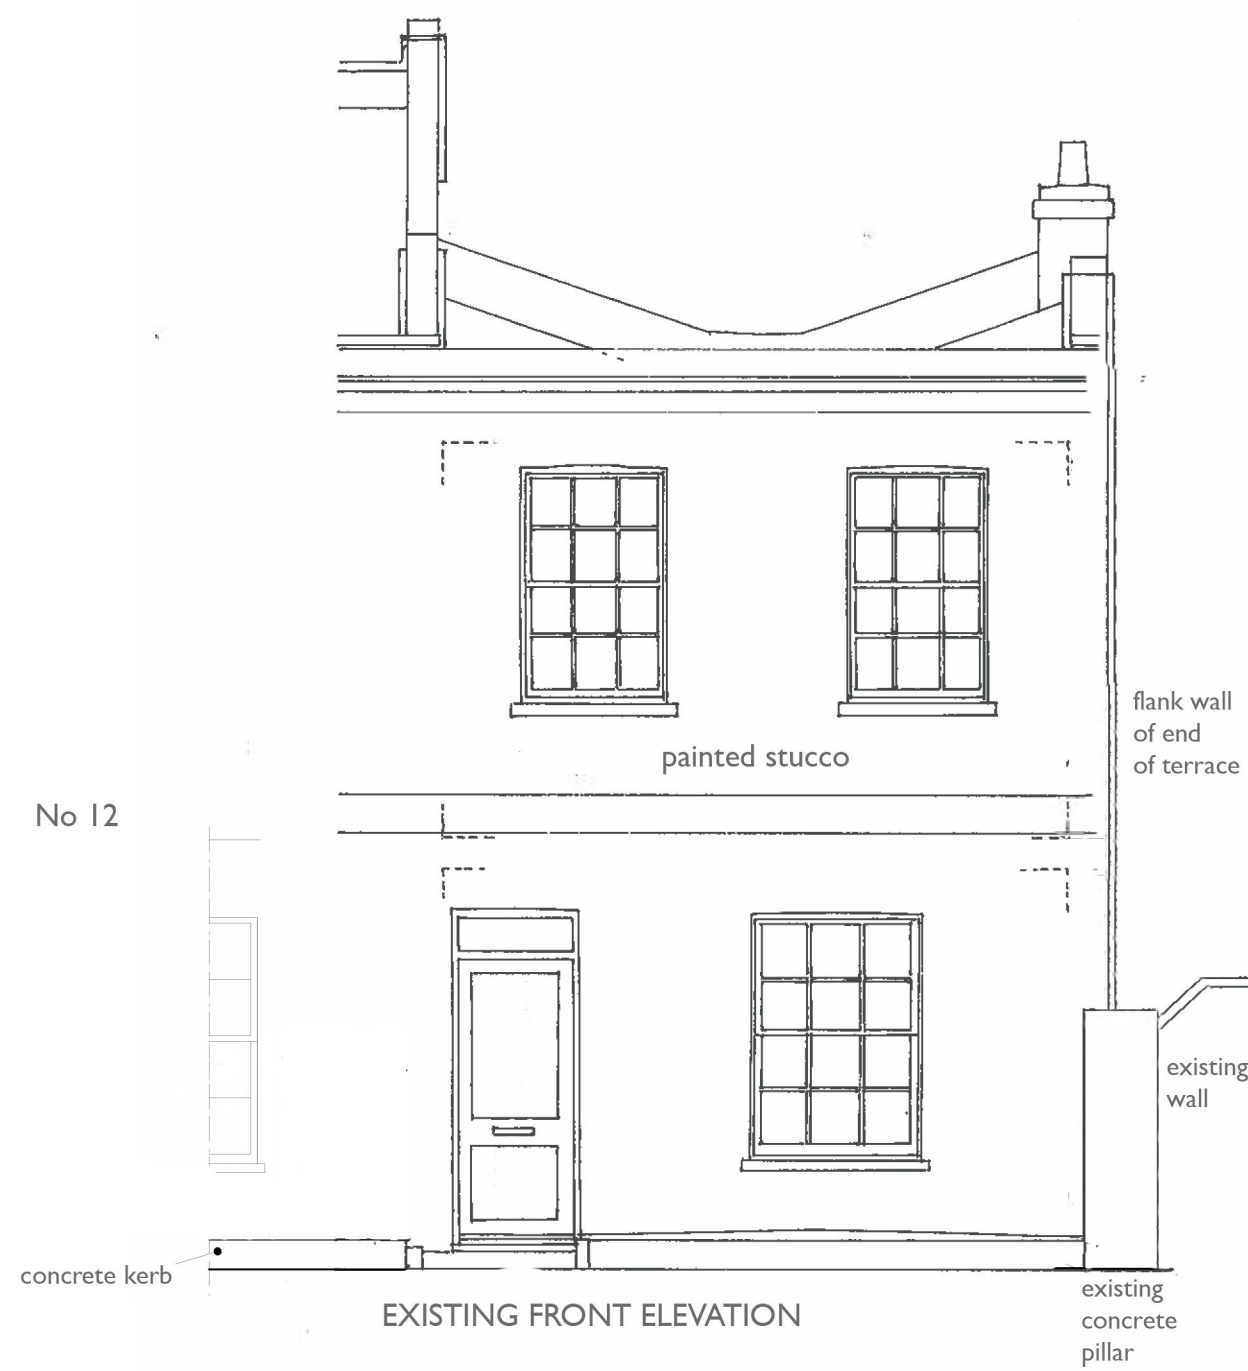 flank wall
of end
of terrace
painted stucco
No 12
existing
wall
concrete kerb
existing
concrete
pillar
EXISTING FRONT ELEVATION